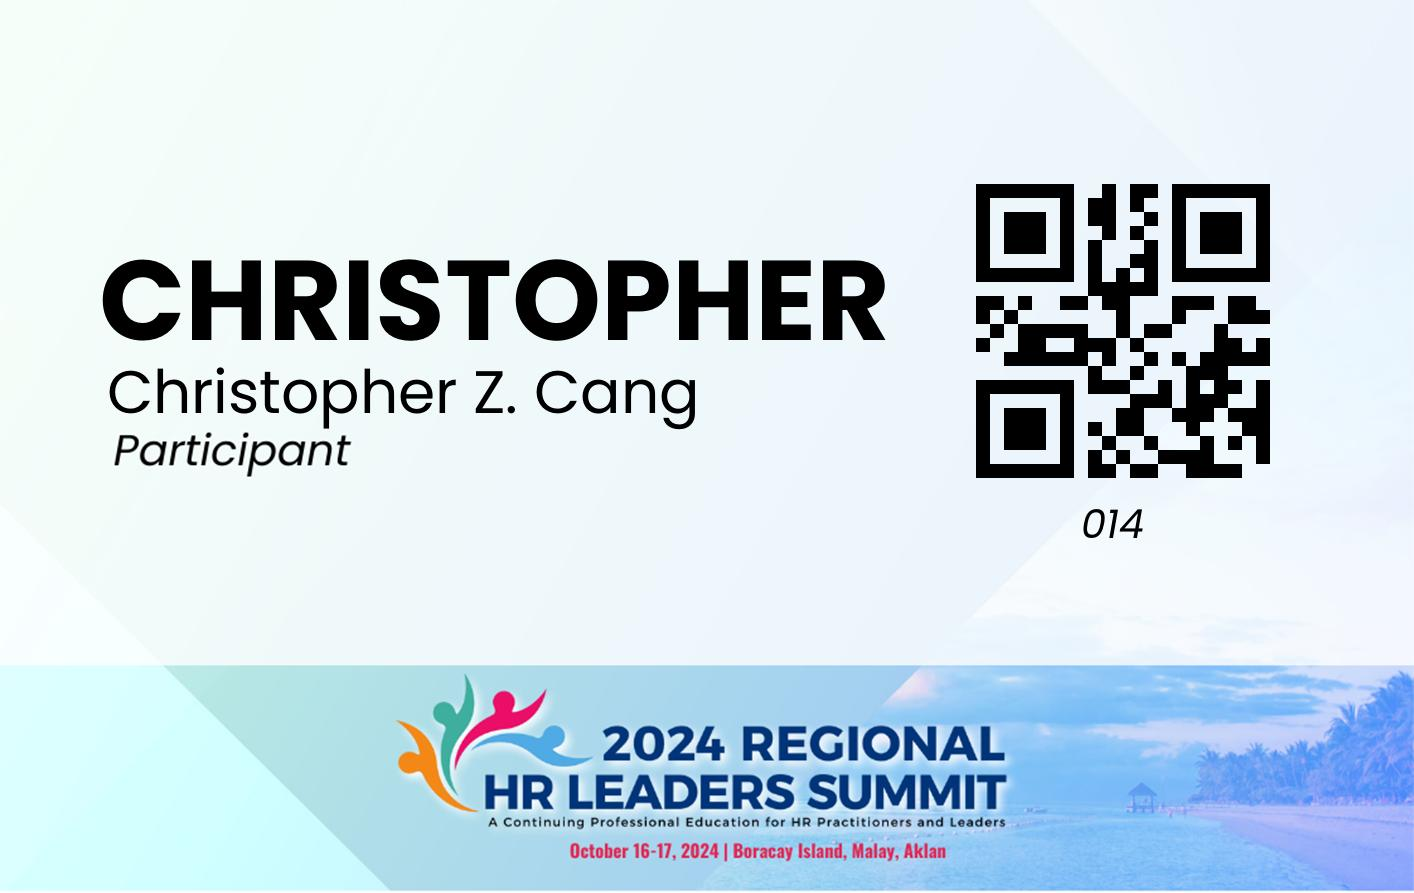 CHRISTOPHER
Christopher Z. Cang
Participant
014
2024 REGIONAL
HR LEADERS SUMMIT
A Continuing Professional Education for HR Practitioners and Leaders
October 16-17, 2024 | Boracay Island, Malay, Aklan